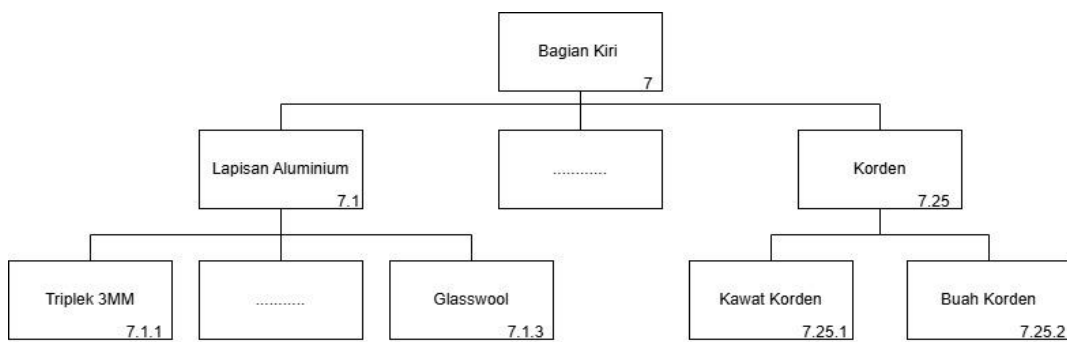 Bagian Kiri
7
Lapisan Aluminium
7.1
............
Korden
7.25
Triplek 3MM
7.1.1
...........
Glasswool
7.1.3
Kawat Korden
7.25.1
Buah Korden
7.25.2